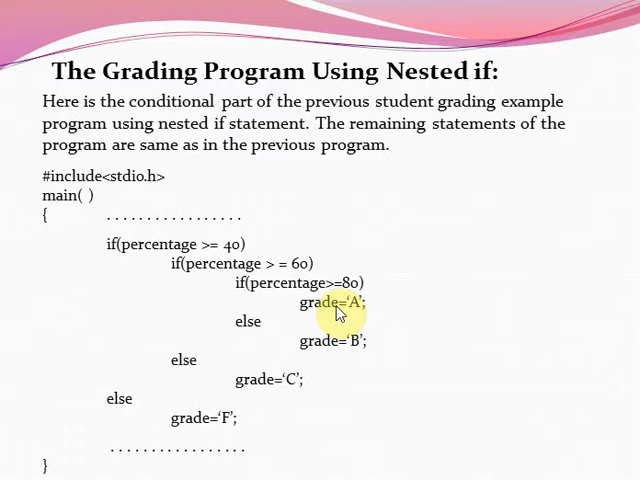 The Grading Program Using Nested if:
Here is the conditional part of the previous student grading example
program using nested if statement. The remaining statements of the
program are same as in the previous program.
#include<stdio.h>
main( )
{ . . . . . . . . . . . . . . . . .
if(percentage >= 40)
if(percentage > = 60)
if(percentage>=80)
grade=‘A’;
else
grade=‘B’;
else
grade=‘C’;
else
grade=‘F’;
. . . . . . . . . . . . . . . . .
}